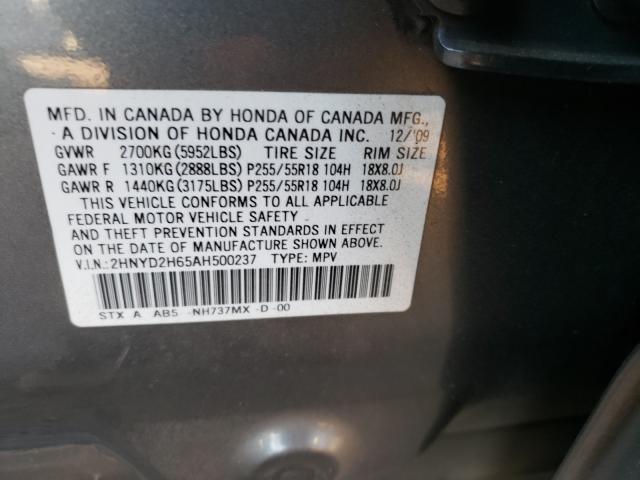 MFD. IN CANADA BY HONDA OF CANADA MFG.,
A DIVISION OF HONDA CANADA INC. 12/'09
GVWR 2700KG(5952LBS) TIRE SIZE RIM SIZE
GAWR F 1310KG(2888LBS) P255/55R18 104H 18X8.0J
GAWR R 1440KG(3175LBS) P255/55R18 104H 18X8.0J
THIS VEHICLE CONFORMS TO ALL APPLICABLE
FEDERAL MOTOR VEHICLE SAFETY
AND THEFT PREVENTION STANDARDS IN EFFECT
ON THE DATE OF MANUFACTURE SHOWN ABOVE.
V.I.N.:2HNYD2H65AH500237 TYPE: MPV
STX A AB5 -NH737MX -D -00